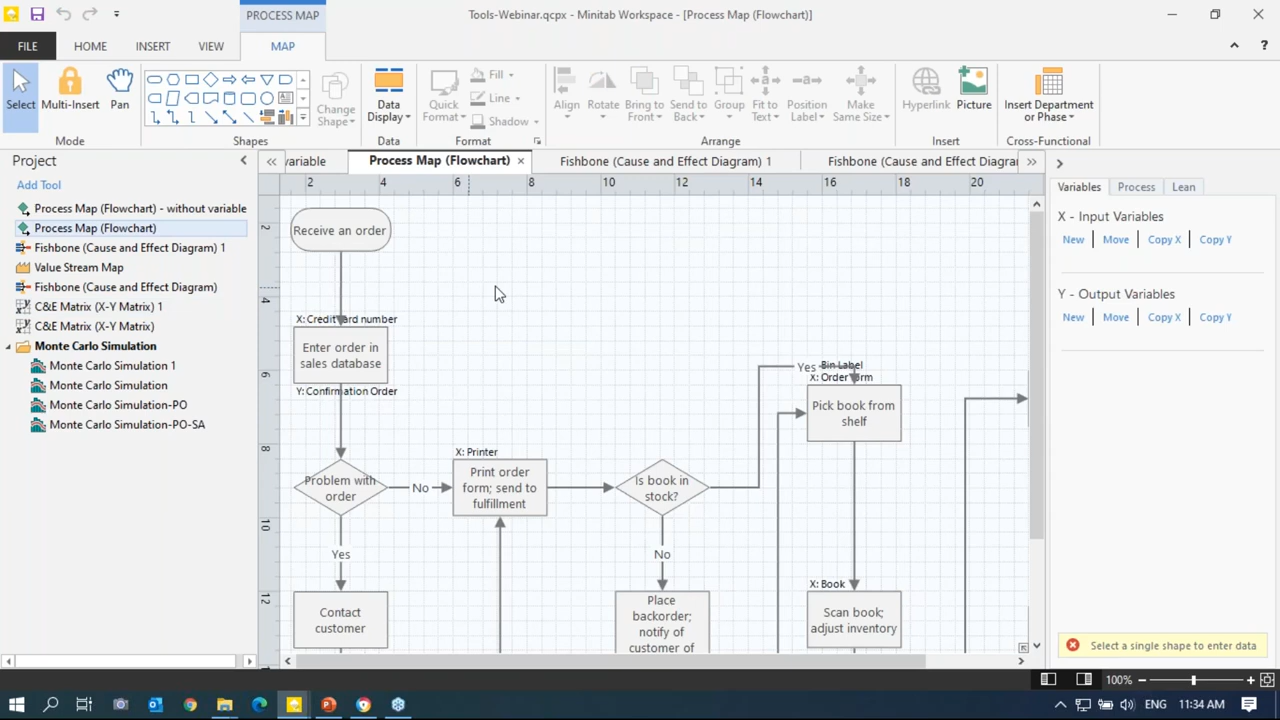 PROCESS MAP
Tools-Webinar.qcpx - Minitab Workspace - [Process Map (Flowchart)]
FILE
HOME
INSERT
VIEW
MAP
Select
Multi-Insert
Pan
Mode
Change
Shape
Shapes
Data
Display
Data
Quick
Format
Fill
Line
Shadow
Format
Align
Rotate
Bring to
Front
Send to
Back
Group
Fit to
Text
Position
Label
Make
Same Size
Arrange
Hyperlink
Picture
Insert
Insert Department
or Phase
Cross-Functional
Project
Add Tool
Process Map (Flowchart) - without variable
Process Map (Flowchart)
Fishbone (Cause and Effect Diagram) 1
Value Stream Map
Fishbone (Cause and Effect Diagram)
C&E Matrix (X-Y Matrix) 1
C&E Matrix (X-Y Matrix)
Monte Carlo Simulation
Monte Carlo Simulation 1
Monte Carlo Simulation
Monte Carlo Simulation-PO
Monte Carlo Simulation-PO-SA
variable
Process Map (Flowchart)
Fishbone (Cause and Effect Diagram) 1
Fishbone (Cause and Effect Diagra
2 4 6 8 10 12 14 16 18 20
2
4
6
8
10
12
Receive an order
X: Credit card number
Enter order in
sales database
Y: Confirmation Order
Problem with
order
No
Yes
Contact
customer
X: Printer
Print order
form; send to
fulfillment
Is book in
stock?
No
Place
backorder;
notify of
customer of
Yes
Bin Label
X: Order form
Pick book from
shelf
X: Book
Scan book;
adjust inventory
Variables
Process
Lean
X - Input Variables
New Move Copy X Copy Y
Y - Output Variables
New Move Copy X Copy Y
Select a single shape to enter data
100%
ENG
11:34 AM